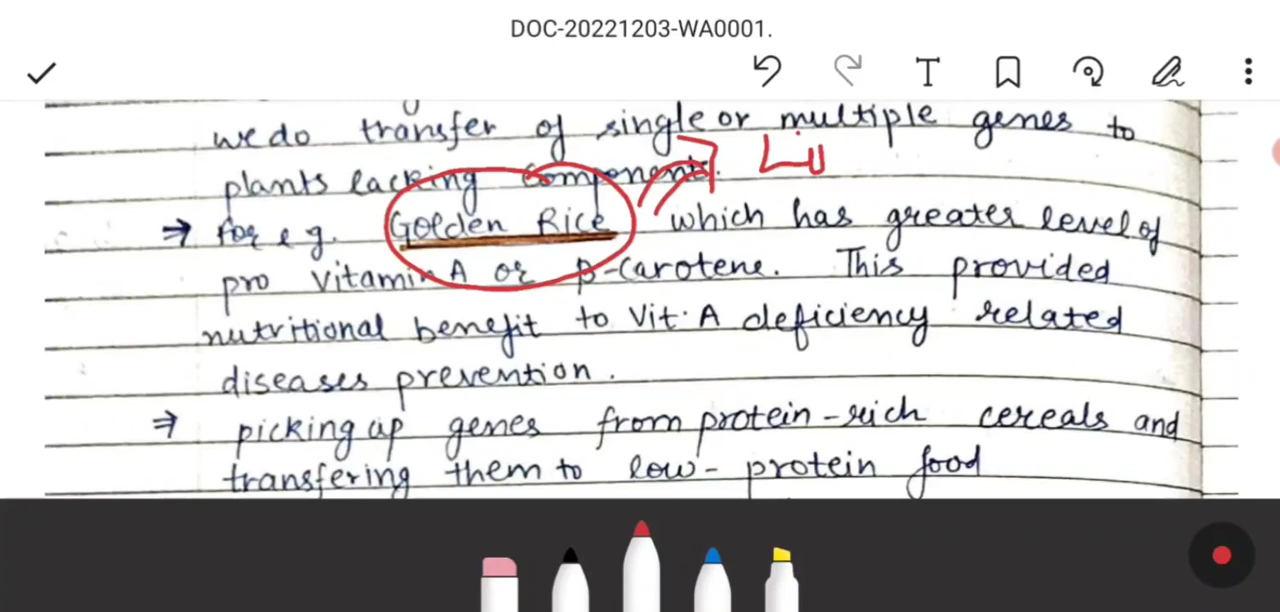 DOC-20221203-WA0001.
we do transfer of single or multiple genes to
plants lacking components.
⇒ for eg. Golden Rice which has greater level of
pro vitamin A or β-carotene. This provided
nutritional benefit to Vit. A deficiency related
diseases prevention.
⇒ picking up genes from protein-rich cereals and
transfering them to low-protein food